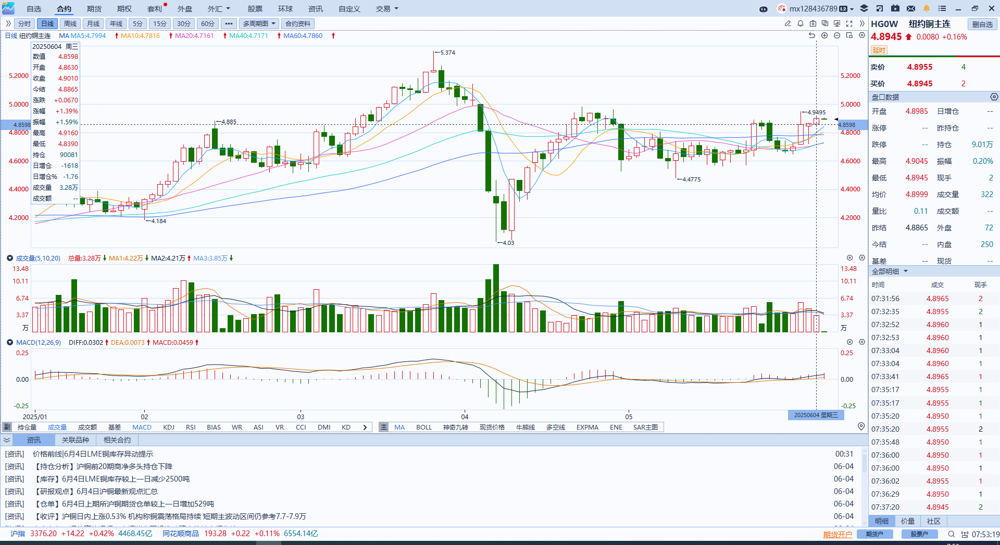 自选 合约 期货 期权 套利 外盘 外汇 股票 环球 资讯 自定义 交易 mx128436789 L2
分时 日线 周线 月线 年线 5分 15分 30分 60分 ••• 多周期图 合约资料
日线 纽约铜主连 MA MA5:4.7994 MA10:4.7816 MA20:4.7161 MA40:4.7171 MA60:4.7860
20250604 周三
数值 4.8598
开盘 4.8630
收盘 4.9010
今结 4.8865
涨跌 +0.0670
涨幅 +1.39%
振幅 +1.59%
最高 4.9160
最低 4.8390
持仓 90081
日增仓 -1618
日增仓% -1.76
成交量 3.28万
成交额 --
5.2000
5.0000
4.8598
4.8000
4.6000
4.4000
4.2000
←5.374
←4.885
←4.184
←4.03
←4.4775
←4.9495
5.2000
5.0000
4.8598
4.8000
4.6000
4.4000
4.2000
成交量(5,10,20) 总量:3.28万 MA1:4.22万 MA2:4.21万 MA3:3.85万
13.48
10.11
6.74
3.37
万
13.48
10.11
6.74
3.37
万
MACD(12,26,9) DIFF:0.0302 DEA:0.0073 MACD:0.0459
0.25
0.00
-0.25
0.25
0.00
-0.25
2025/01 02 03 04 05 20250604 星期三
副 持仓量 成交量 成交额 基差 MACD KDJ RSI BIAS WR ASI VR CCI DMI KD 主 MA BOLL 神奇九转 现货价格 牛熊线 多空线 EXPMA ENE SAR主图
资讯 关联品种 相关合约
[资讯] 价格前线|6月4日LME铜库存异动提示 00:31
[资讯] 【持仓分析】沪铜前20期商净多头持仓下降 06-04
[资讯] 【库存】6月4日LME铜库存较上一日减少2500吨 06-04
[资讯] 【研报观点】6月4日沪铜最新观点汇总 06-04
[资讯] 【仓单】6月4日上期所沪铜期货仓单较上一日增加529吨 06-04
[资讯] 【收评】沪铜日内上涨0.53% 机构称铜震荡格局持续 短期主波动区间仍参考7.7-7.9万 06-04
HG0W 纽约铜主连 删自选
4.8945 0.0080 +0.16%
延时
卖价 4.8955 4
买价 4.8945 2
盘口数据
开盘 4.8985 日增仓 --
涨停 -- 昨持仓 --
跌停 -- 持仓 9.01万
最高 4.9045 振幅 0.20%
最低 4.8945 现手 2
均价 4.8999 成交量 322
量比 0.11 成交额 --
昨结 4.8865 外盘 72
今结 -- 内盘 250
基差 -- 现货 --
全部明细
时间 成交 现手
07:31:56 4.8965 2
07:32:35 4.8955 2
07:32:52 4.8960 1
07:32:53 4.8960 1
07:33:04 4.8960 1
07:33:04 4.8960 1
07:33:41 4.8965 1
07:35:17 4.8955 1
07:35:17 4.8955 1
07:35:20 4.8950 1
07:35:20 4.8955 2
07:35:48 4.8950 1
07:36:00 4.8950 1
07:36:00 4.8950 1
07:36:02 4.8955 1
07:36:29 4.8950 1
07:37:20 4.8945 2
明细 价量 社区
沪指 3376.20 +14.22 +0.42% 4468.45亿 同花顺商品 193.28 +0.22 +0.11% 6554.14亿 期货开户 期货户 股票户 07:53:19